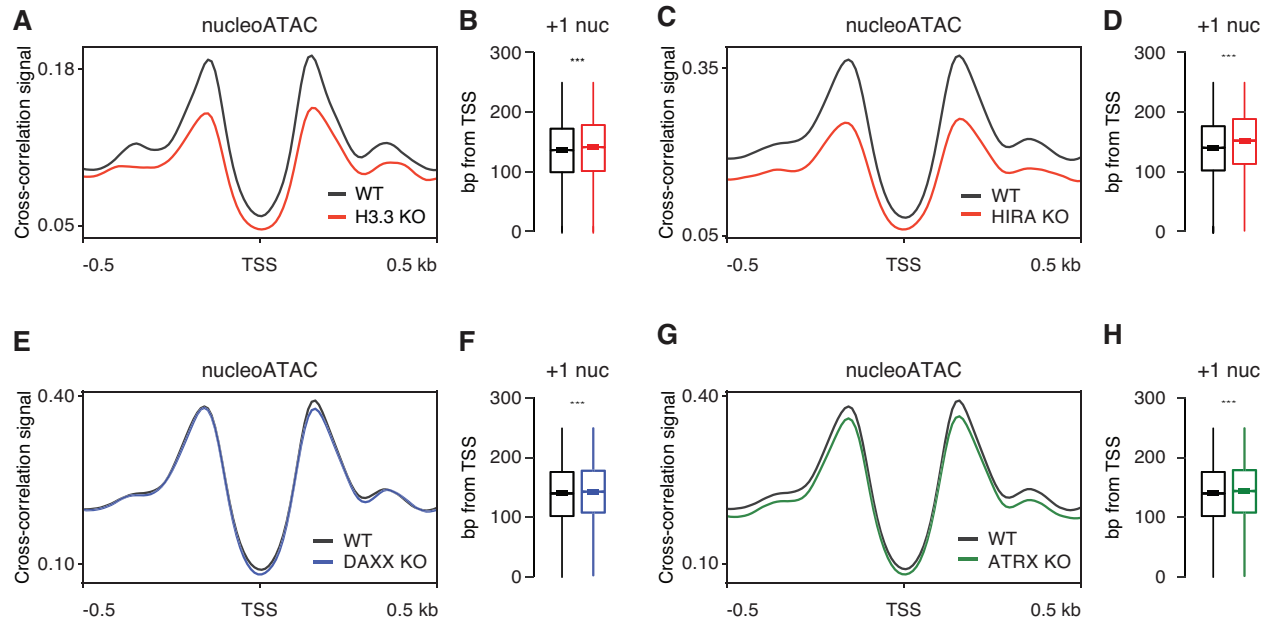 A
nucleoATAC
Cross-correlation signal
0.18
0.05
WT
H3.3 KO
-0.5
TSS
0.5 kb
B
+1 nuc
bp from TSS
300
200
100
0
***
C
nucleoATAC
Cross-correlation signal
0.35
0.05
WT
HIRA KO
-0.5
TSS
0.5 kb
D
+1 nuc
bp from TSS
300
200
100
0
***
E
nucleoATAC
Cross-correlation signal
0.40
0.10
WT
DAXX KO
-0.5
TSS
0.5 kb
F
+1 nuc
bp from TSS
300
200
100
0
***
G
nucleoATAC
Cross-correlation signal
0.40
0.10
WT
ATRX KO
-0.5
TSS
0.5 kb
H
+1 nuc
bp from TSS
300
200
100
0
***